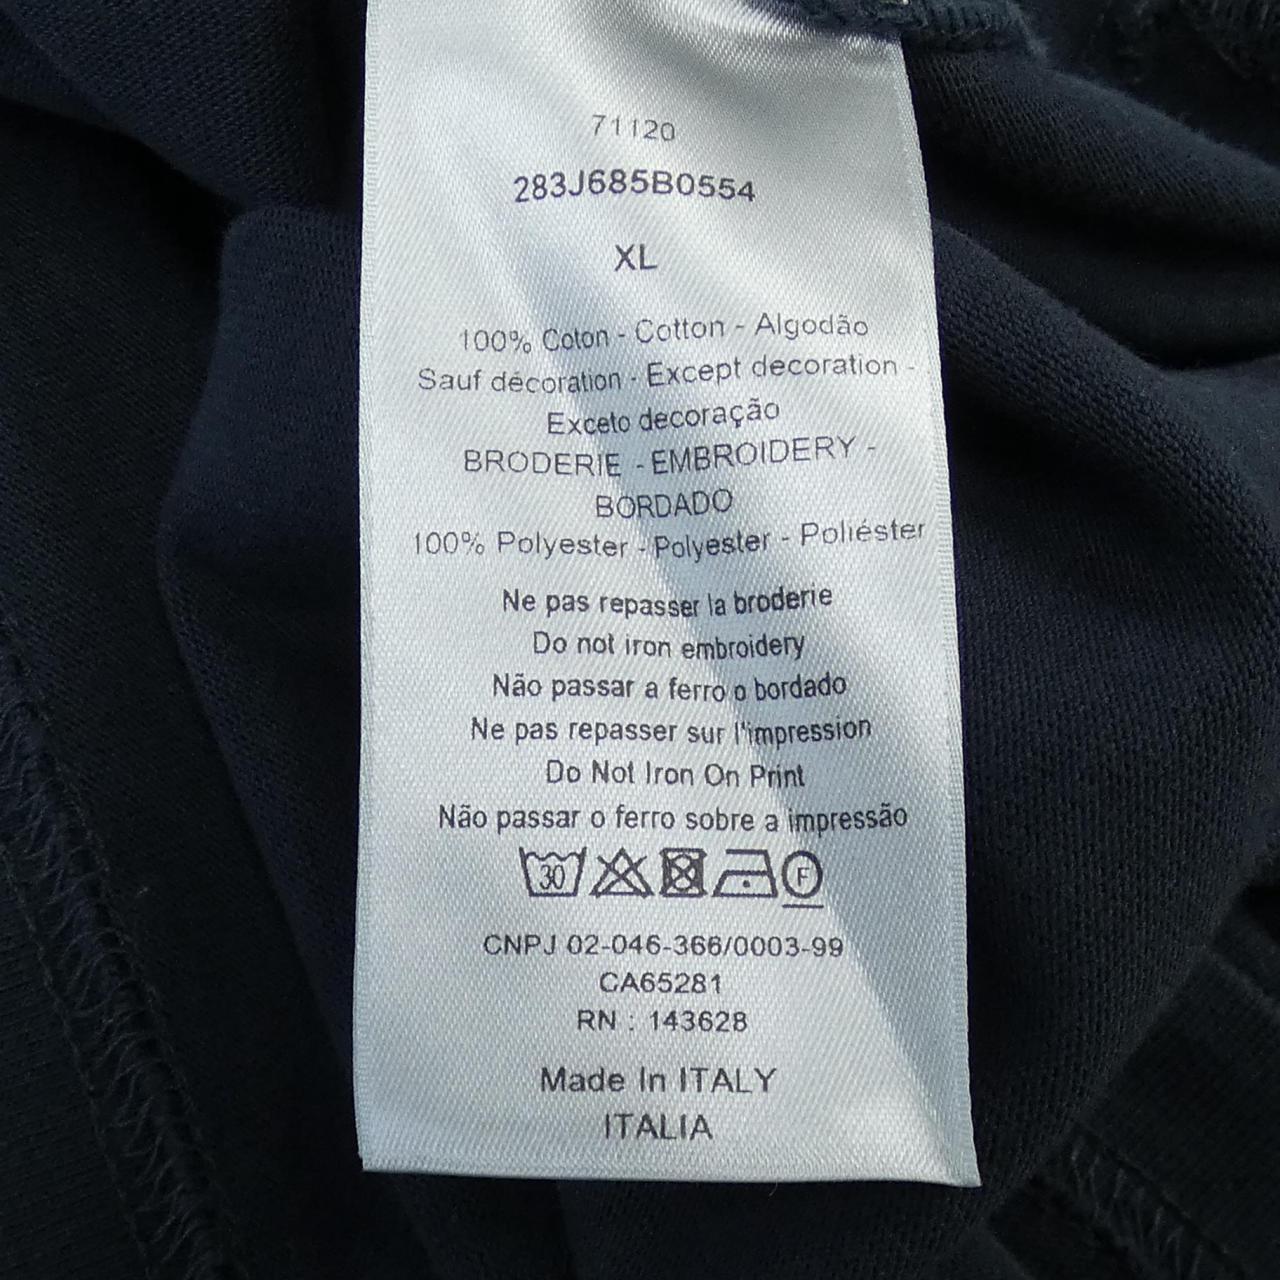 71120
283J685B0554
XL
100% Coton - Cotton - Algodão
Sauf décoration - Except decoration -
Exceto decoração
BRODERIE - EMBROIDERY -
BORDADO
100% Polyester - Polyester - Poliéster
Ne pas repasser la broderie
Do not iron embroidery
Não passar a ferro o bordado
Ne pas repasser sur l'impression
Do Not Iron On Print
Não passar o ferro sobre a impressão
30 F
CNPJ 02-046-366/0003-99
CA65281
RN : 143628
Made In ITALY
ITALIA